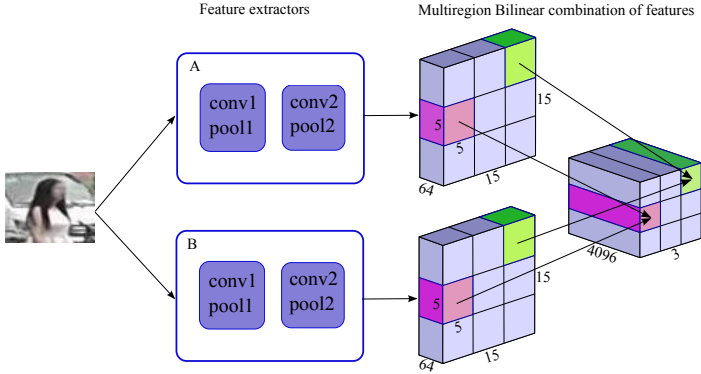 Feature extractors
Multiregion Bilinear combination of features
A
conv1
pool1
conv2
pool2
5
5
15
15
64
B
conv1
pool1
conv2
pool2
5
5
15
15
64
4096
3